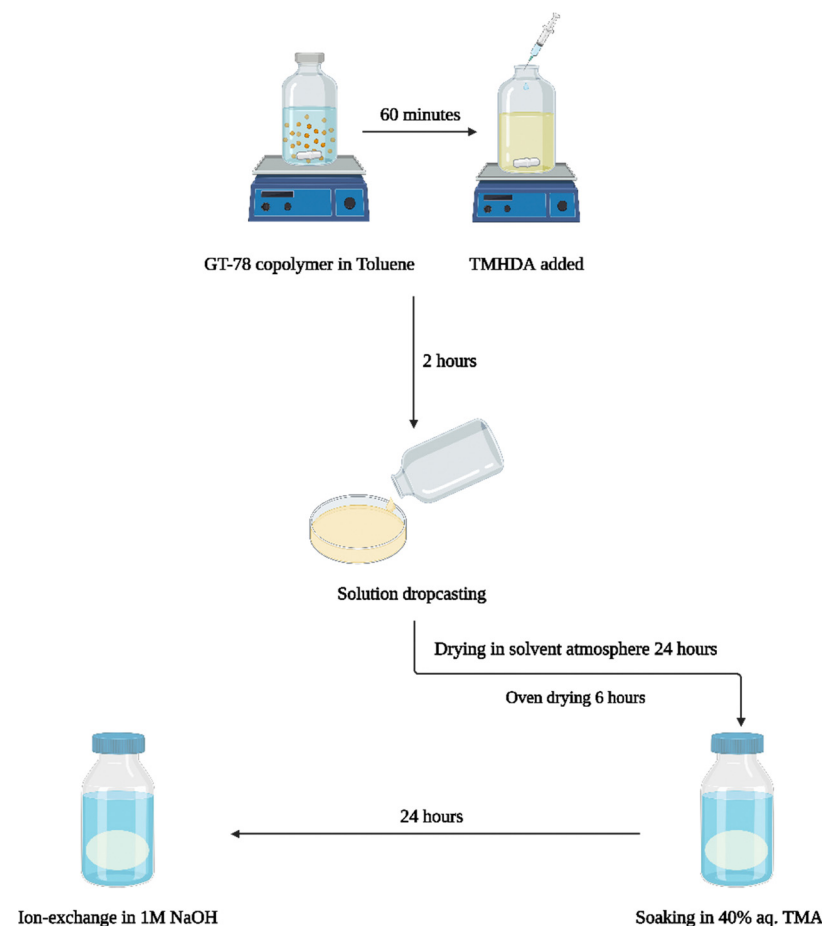 60 minutes
GT-78 copolymer in Toluene
TMHDA added
2 hours
Solution dropcasting
Drying in solvent atmosphere 24 hours
Oven drying 6 hours
24 hours
Ion-exchange in 1M NaOH
Soaking in 40% aq. TMA